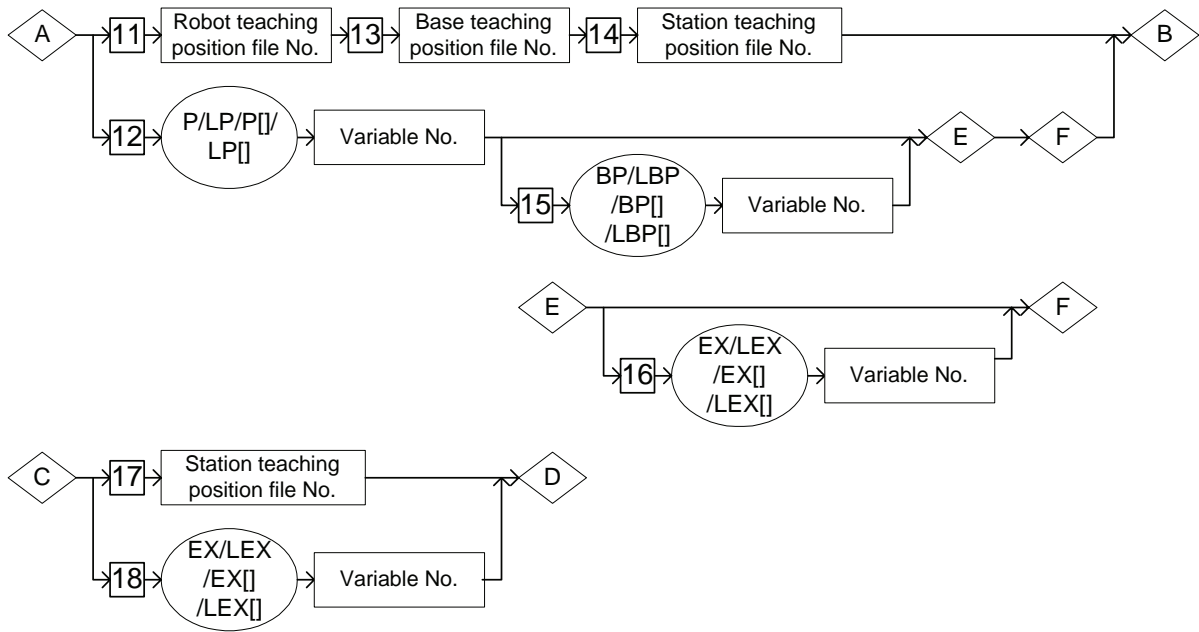 A
11
Robot teaching
position file No.
13
Base teaching
position file No.
14
Station teaching
position file No.
B
12
P/LP/P[]/
LP[]
Variable No.
E
F
15
BP/LBP
/BP[]
/LBP[]
Variable No.
E
F
16
EX/LEX
/EX[]
/LEX[]
Variable No.
C
17
Station teaching
position file No.
D
18
EX/LEX
/EX[]
/LEX[]
Variable No.